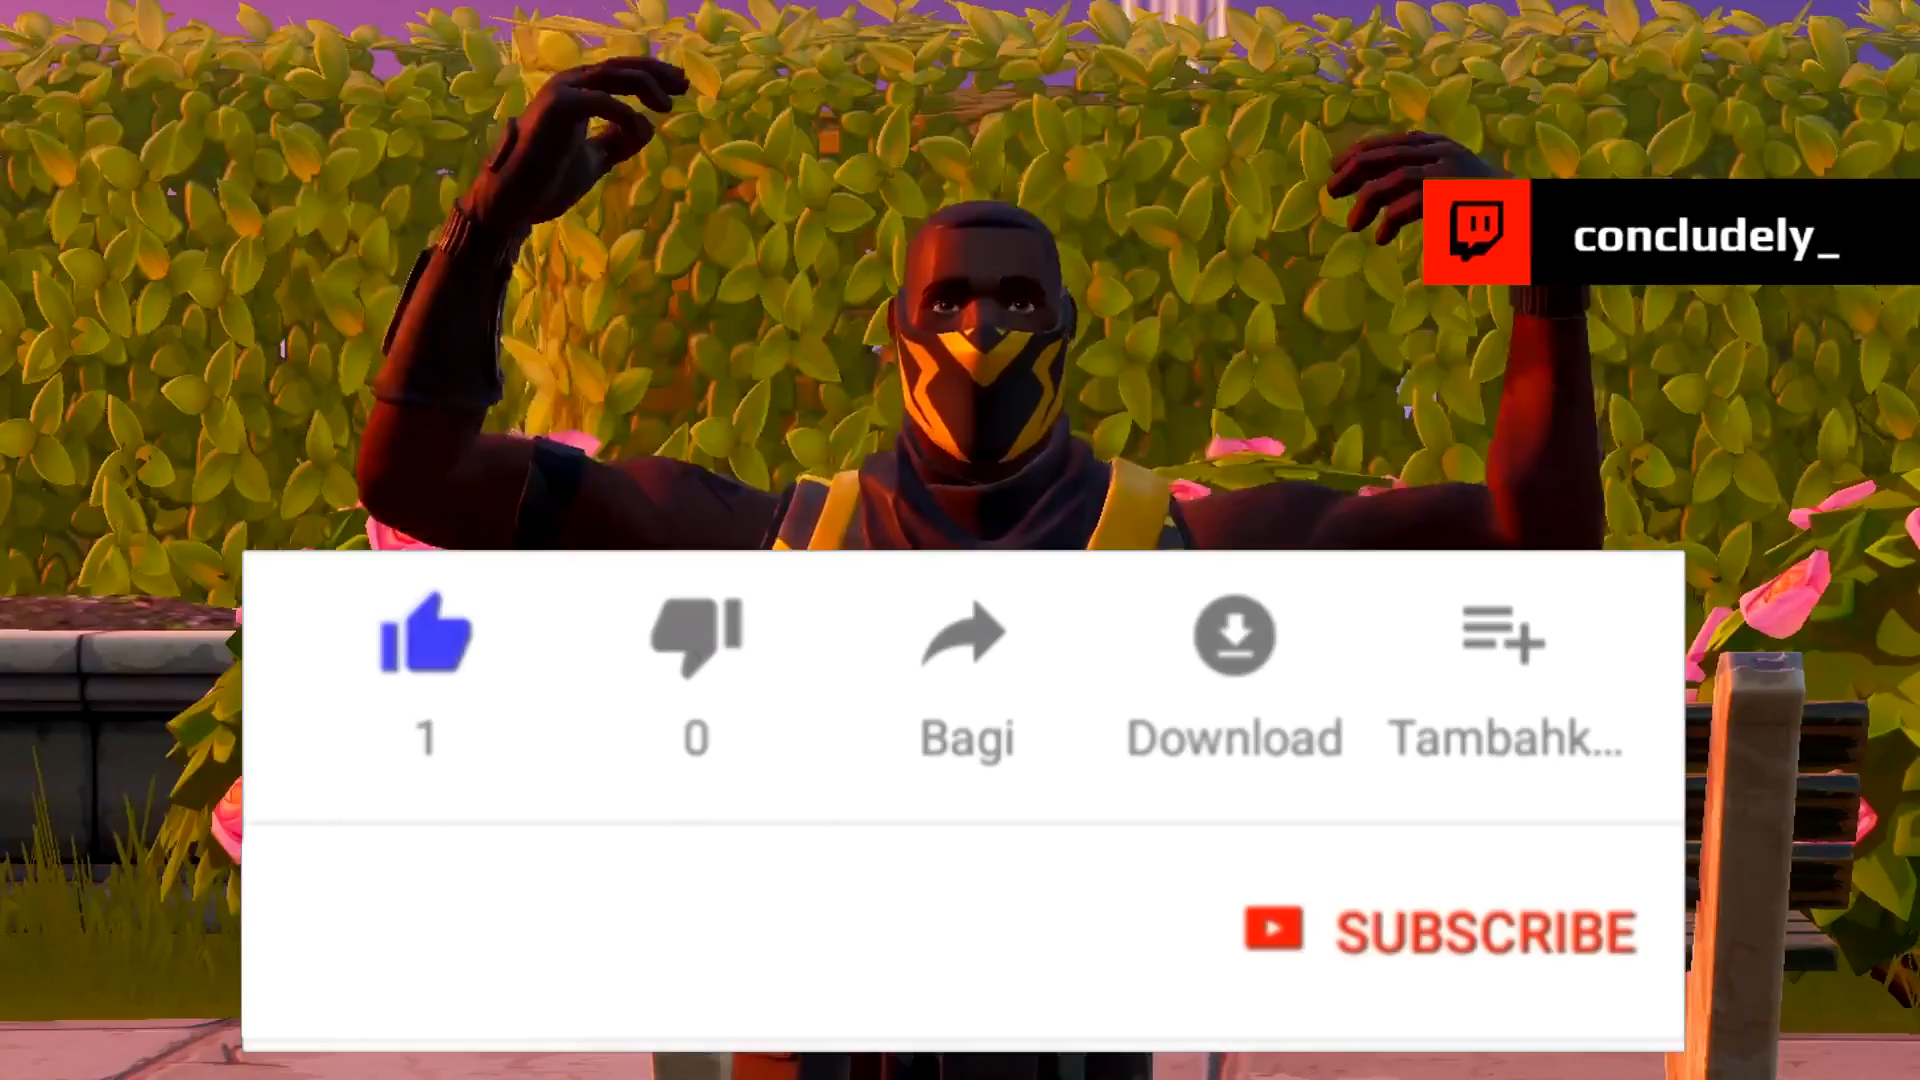 concludely_
1
0
Bagi
Download
Tambahk...
SUBSCRIBE